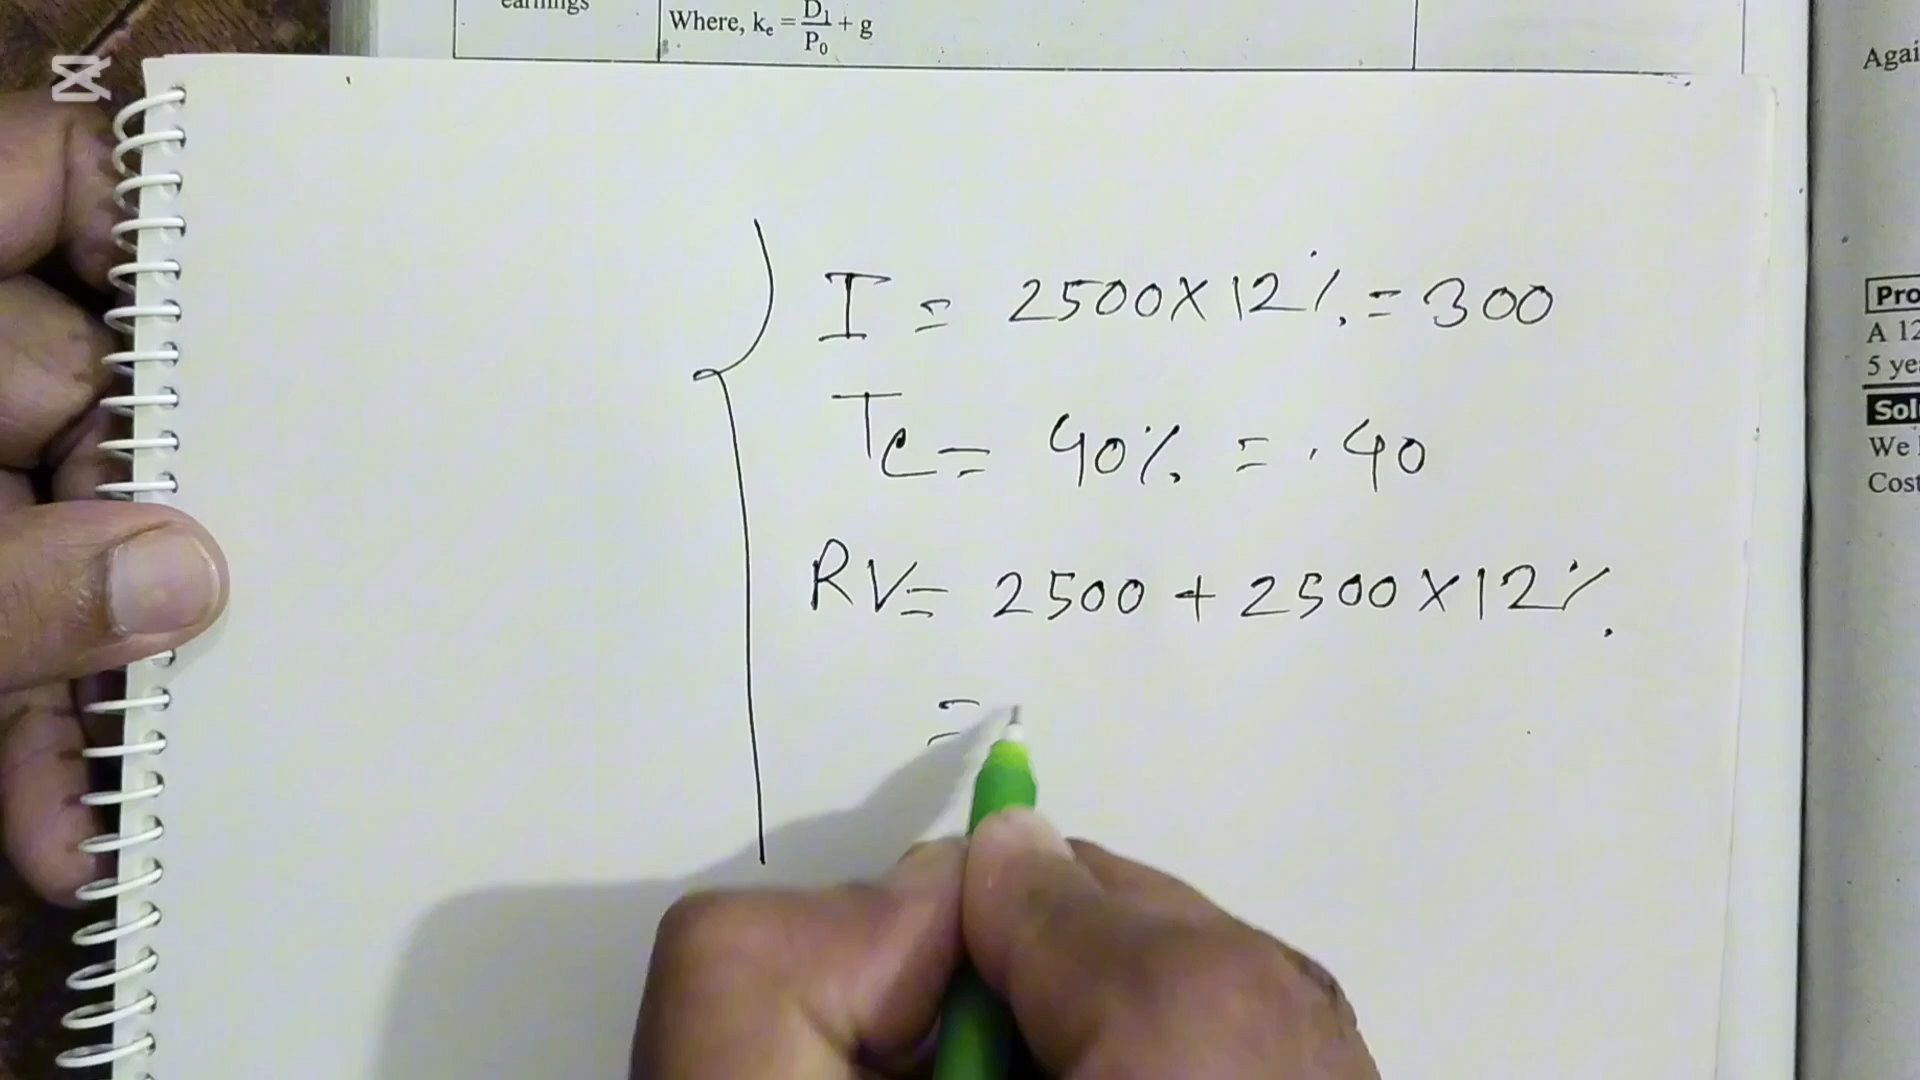 earnings
Where, kₑ = D₁/P₀ + g
Agai
I = 2500 X 12% = 300
Tc = 40% = .40
RV = 2500 + 2500 X 12%
=
Pro
A 12
5 yea
Sol
We
Cost